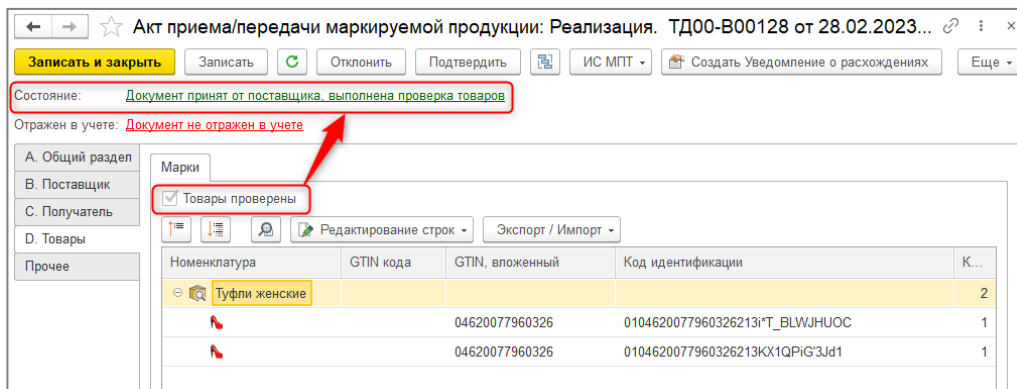 Акт приема/передачи маркируемой продукции: Реализация. ТД00-В00128 от 28.02.2023...
Записать и закрыть Записать Отклонить Подтвердить ИС МПТ Создать Уведомление о расхождениях Еще
Состояние: Документ принят от поставщика, выполнена проверка товаров
Отражен в учете: Документ не отражен в учете
A. Общий раздел
B. Поставщик
C. Получатель
D. Товары
Прочее
Марки
Товары проверены
Редактирование строк Экспорт / Импорт
Номенклатура GTIN кода GTIN, вложенный Код идентификации К...
Туфли женские 2
04620077960326 0104620077960326213i*T_BLWJHUOC 1
04620077960326 0104620077960326213KX1QPiG'3Jd1 1